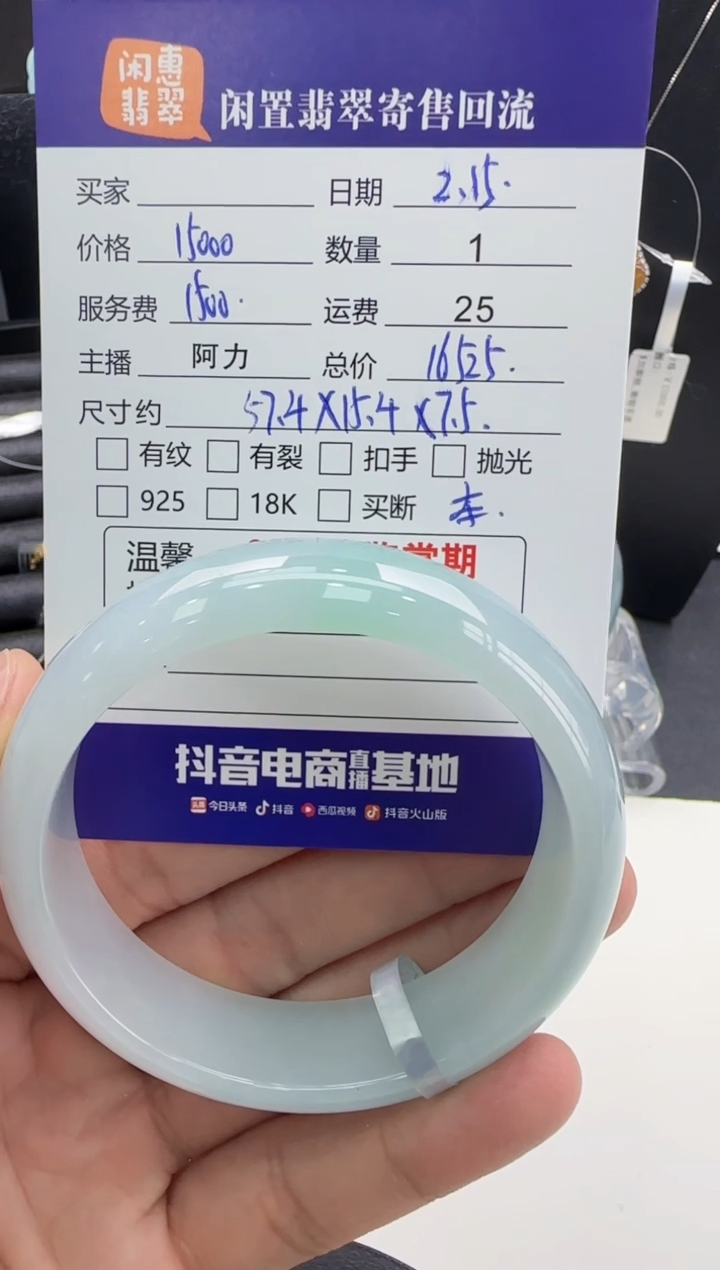 闲惠
翡翠
闲置翡翠寄售回流
买家 日期 2.15.
价格 15000 数量 1
服务费 1500. 运费 25
主播 阿力 总价 16525.
尺寸约 57.4X15.4X7.5.
有纹 有裂 扣手 抛光
925 18K 买断
温馨 赏期
抖音电商直播基地
今日头条 抖音 西瓜视频 抖音火山版